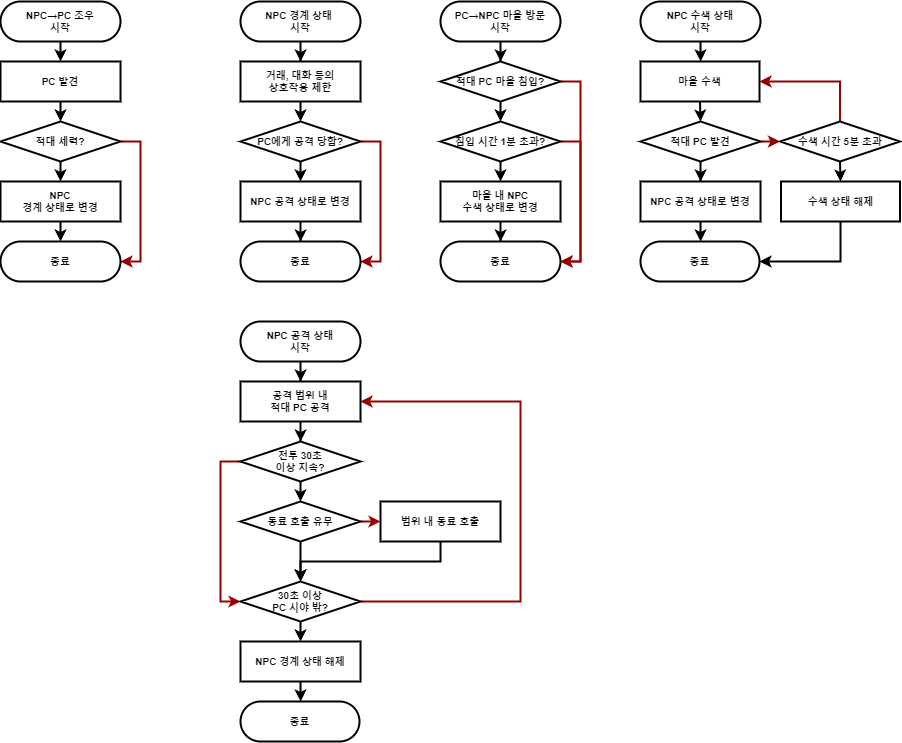 NPC→PC 조우
시작
PC 발견
적대 세력?
NPC
경계 상태로 변경
종료
NPC 경계 상태
시작
거래, 대화 등의
상호작용 제한
PC에게 공격 당함?
NPC 공격 상태로 변경
종료
PC→NPC 마을 방문
시작
적대 PC 마을 침입?
침입 시간 1분 초과?
마을 내 NPC
수색 상태로 변경
종료
NPC 수색 상태
시작
마을 수색
적대 PC 발견
수색 시간 5분 초과
NPC 공격 상태로 변경
수색 상태 해제
종료
NPC 공격 상태
시작
공격 범위 내
적대 PC 공격
전투 30초
이상 지속?
동료 호출 유무
범위 내 동료 호출
30초 이상
PC 시야 밖?
NPC 경계 상태 해제
종료